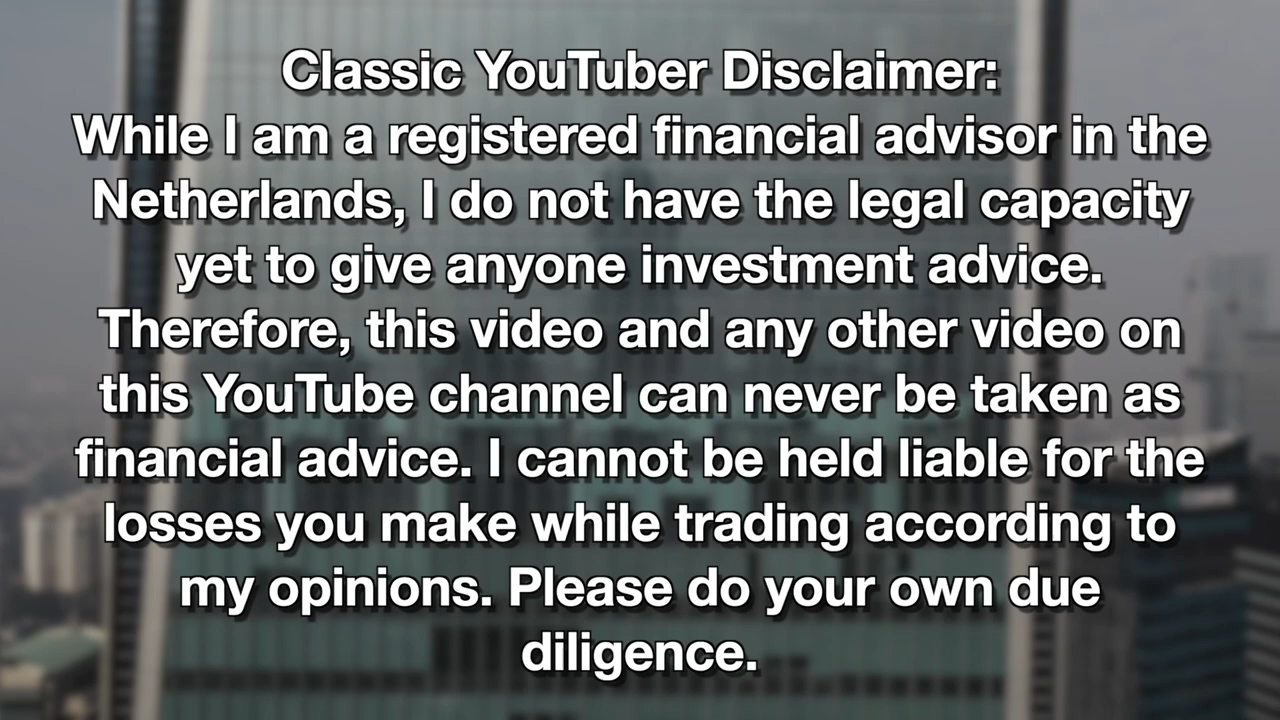 Classic YouTuber Disclaimer:
While I am a registered financial advisor in the
Netherlands, I do not have the legal capacity
yet to give anyone investment advice.
Therefore, this video and any other video on
this YouTube channel can never be taken as
financial advice. I cannot be held liable for the
losses you make while trading according to
my opinions. Please do your own due
diligence.